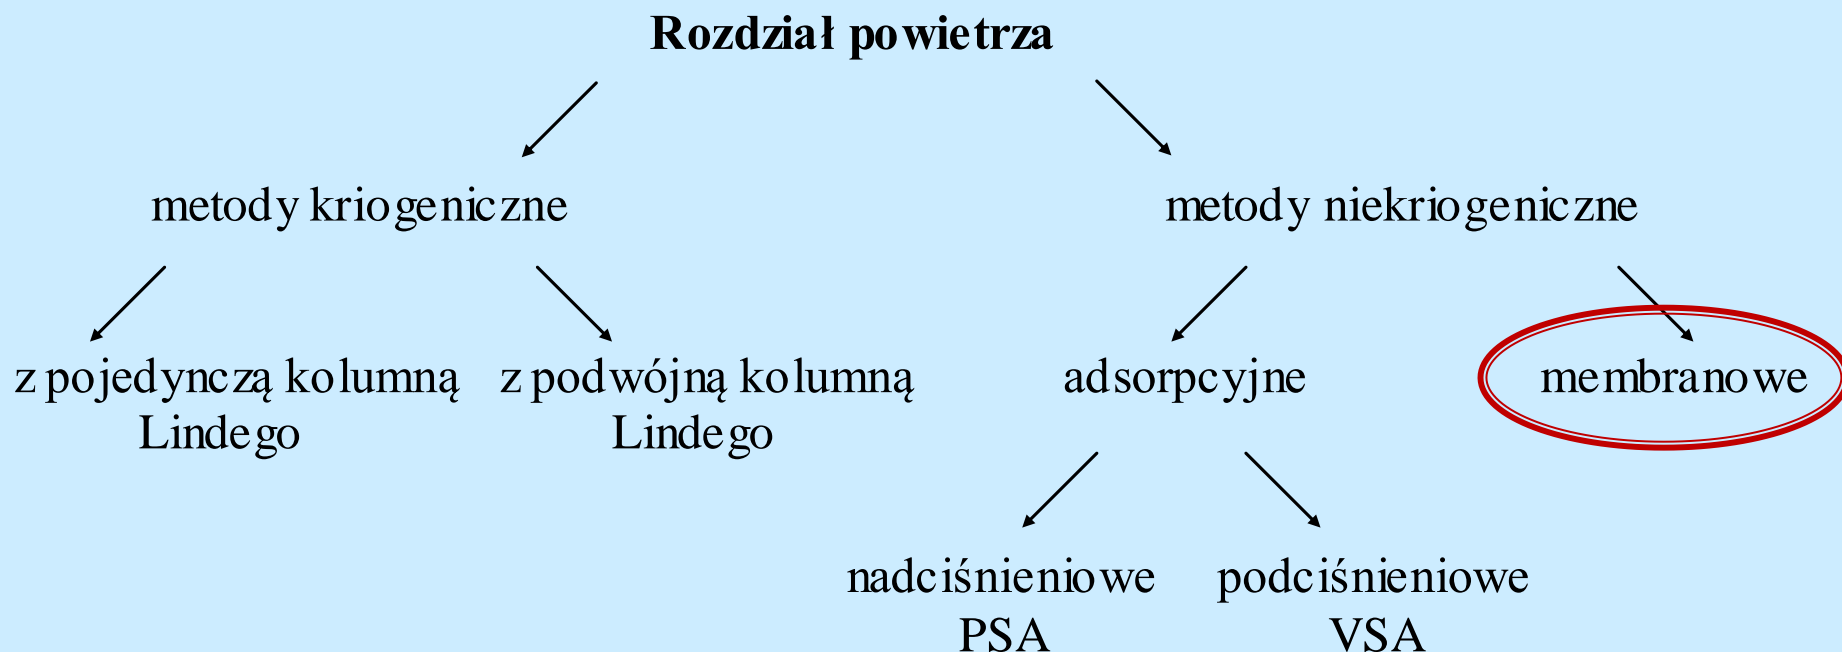 Rozdział powietrza
metody kriogeniczne
metody niekriogeniczne
z pojedynczą kolumną
Lindego
z podwójną kolumną
Lindego
adsorpcyjne
membranowe
nadciśnieniowe
PSA
podciśnieniowe
VSA